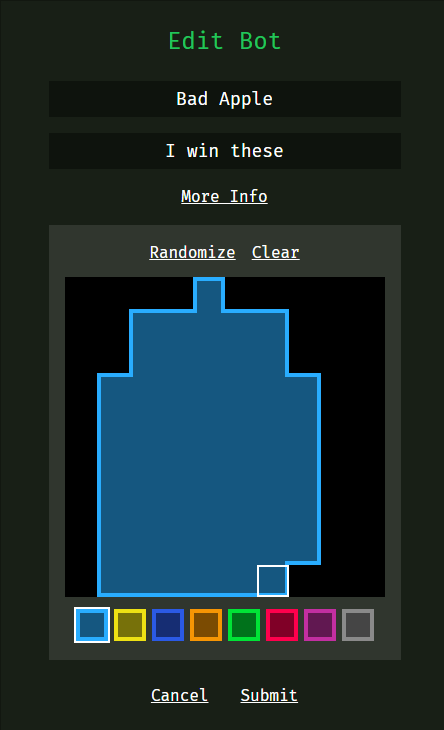 Edit Bot
Bad Apple
I win these
More Info
Randomize Clear
Cancel Submit